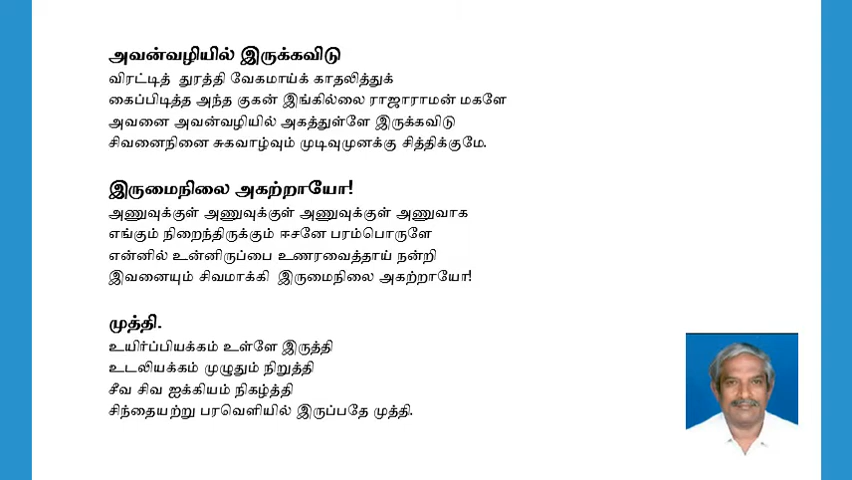 அவன்வழியில் இருக்கவிடு
விரட்டித் துரத்தி வேகமாய்க் காதலித்துக்
கைப்பிடித்த அந்த குகன் இங்கில்லை ராஜாராமன் மகளே
அவனை அவன்வழியில் அகத்துள்ளே இருக்கவிடு
சிவனைநினை சுகவாழ்வும் முடிவுமுனக்கு சித்திக்குமே.
இருமைநிலை அகற்றாயோ!
அணுவுக்குள் அணுவுக்குள் அணுவுக்குள் அணுவாக
எங்கும் நிறைந்திருக்கும் ஈசனே பரம்பொருளே
என்னில் உன்னிருப்பை உணரவைத்தாய் நன்றி
இவனையும் சிவமாக்கி இருமைநிலை அகற்றாயோ!
முத்தி.
உயிர்ப்பியக்கம் உள்ளே இருத்தி
உடலியக்கம் முழுதும் நிறுத்தி
சீவ சிவ ஐக்கியம் நிகழ்த்தி
சிந்தையற்று பரவெளியில் இருப்பதே முத்தி.